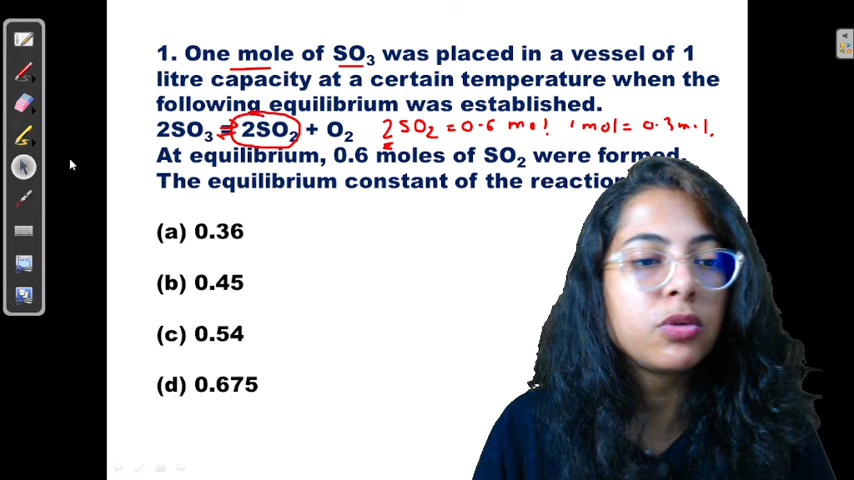 1. One mole of SO₃ was placed in a vessel of 1
litre capacity at a certain temperature when the
following equilibrium was established.
2SO₃ ⇌ 2SO₂ + O₂ 2SO₂ = 0.6 mol 1 mol = 0.3 mol.
At equilibrium, 0.6 moles of SO₂ were formed.
The equilibrium constant of the reaction
(a) 0.36
(b) 0.45
(c) 0.54
(d) 0.675